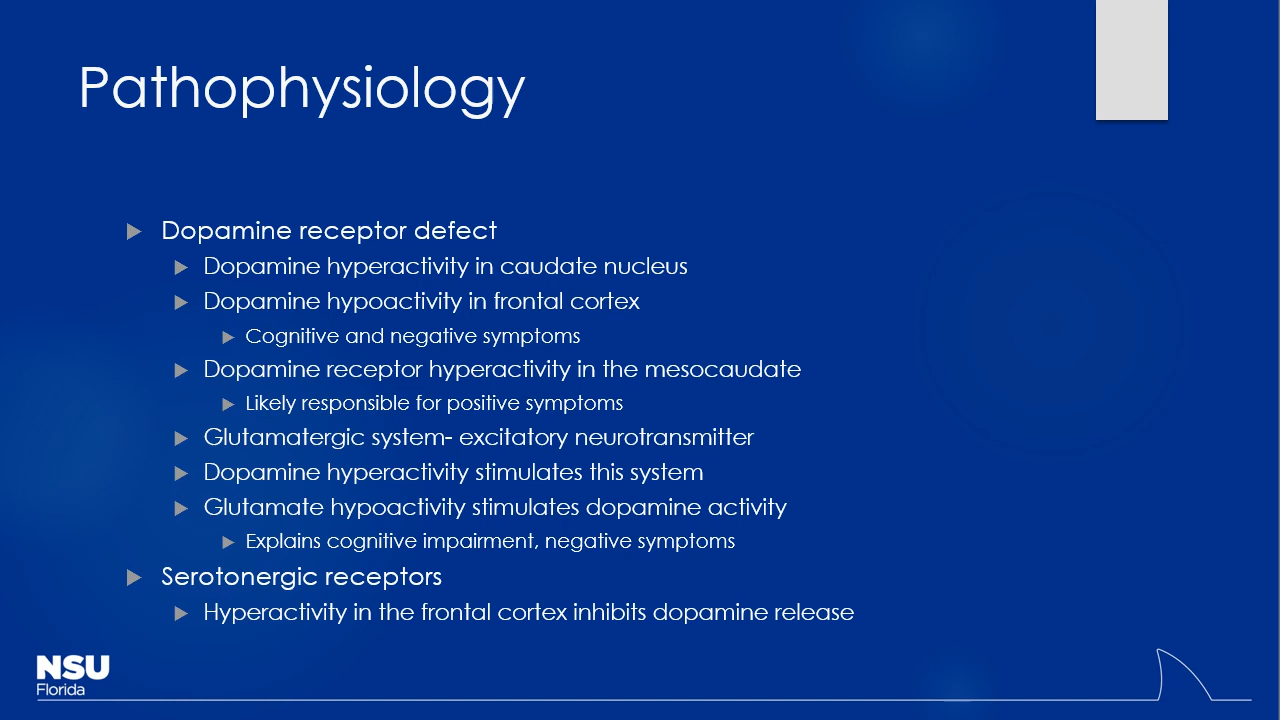 Pathophysiology
Dopamine receptor defect
Dopamine hyperactivity in caudate nucleus
Dopamine hypoactivity in frontal cortex
Cognitive and negative symptoms
Dopamine receptor hyperactivity in the mesocaudate
Likely responsible for positive symptoms
Glutamatergic system- excitatory neurotransmitter
Dopamine hyperactivity stimulates this system
Glutamate hypoactivity stimulates dopamine activity
Explains cognitive impairment, negative symptoms
Serotonergic receptors
Hyperactivity in the frontal cortex inhibits dopamine release
NSU
Florida